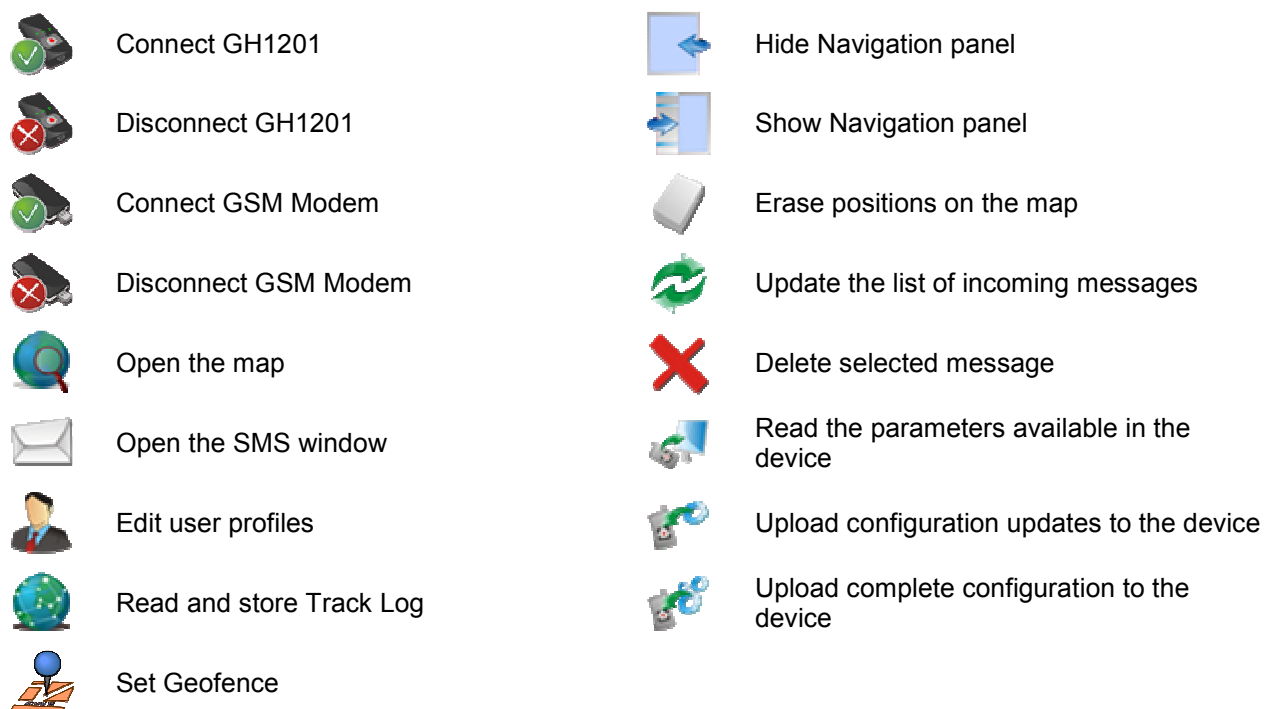 Connect GH1201
Disconnect GH1201
Connect GSM Modem
Disconnect GSM Modem
Open the map
Open the SMS window
Edit user profiles
Read and store Track Log
Set Geofence
Hide Navigation panel
Show Navigation panel
Erase positions on the map
Update the list of incoming messages
Delete selected message
Read the parameters available in the
device
Upload configuration updates to the device
Upload complete configuration to the
device